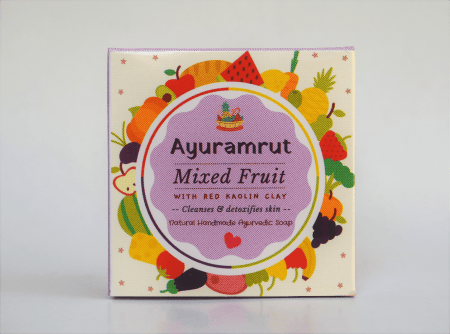 Ayuramrut
Mixed Fruit
WITH RED KAOLIN CLAY
-- Cleanses & detoxifies skin --
Natural Handmade Ayurvedic Soap